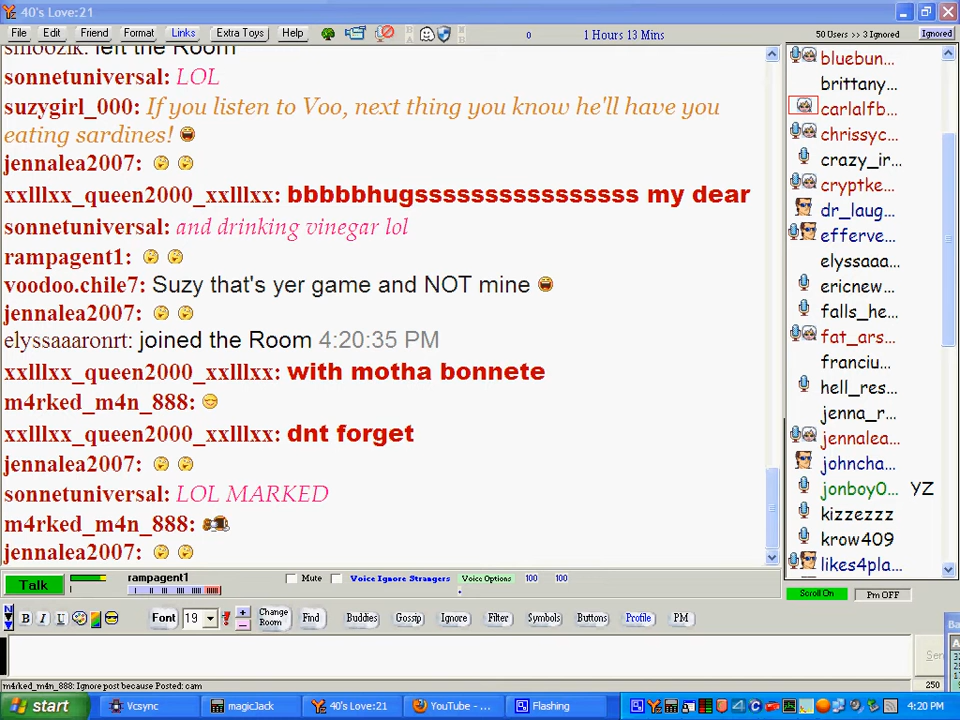 40's Love:21
File Edit Friend Format Links Extra Toys Help 0 1 Hours 13 Mins 50 Users >> 3 Ignored Ignored
left the Room
sonnetuniversal: LOL
suzygirl_000: If you listen to Voo, next thing you know he'll have you
eating sardines!
jennalea2007:
xxlllxx_queen2000_xxlllxx: bbbbbhugsssssssssssssssss my dear
sonnetuniversal: and drinking vinegar lol
rampagent1:
voodoo.chile7: Suzy that's yer game and NOT mine
jennalea2007:
elyssaaaronrt: joined the Room 4:20:35 PM
xxlllxx_queen2000_xxlllxx: with motha bonnete
m4rked_m4n_888:
xxlllxx_queen2000_xxlllxx: dnt forget
jennalea2007:
sonnetuniversal: LOL MARKED
m4rked_m4n_888:
jennalea2007:
bluebun...
brittany...
carlalfb...
chrissyc...
crazy_ir...
cryptke...
dr_laug...
efferve...
elyssaa...
ericnew...
falls_he...
fat_ars...
franciu...
hell_res...
jenna_r...
jennalea...
johncha...
jonboy0... YZ
kizzezzz
krow409
likes4pla...
Talk rampagent1 Mute Voice Ignore Strangers Voice Options 100 100
Scroll On Pm OFF
N B I U Font 19 + − Change Room Find Buddies Gossip Ignore Filter Symbols Buttons Profile PM
m4rked_m4n_888: Ignore post because Posted: cam 250
start Vcsync magicJack 40's Love:21 YouTube - ... Flashing 4:20 PM